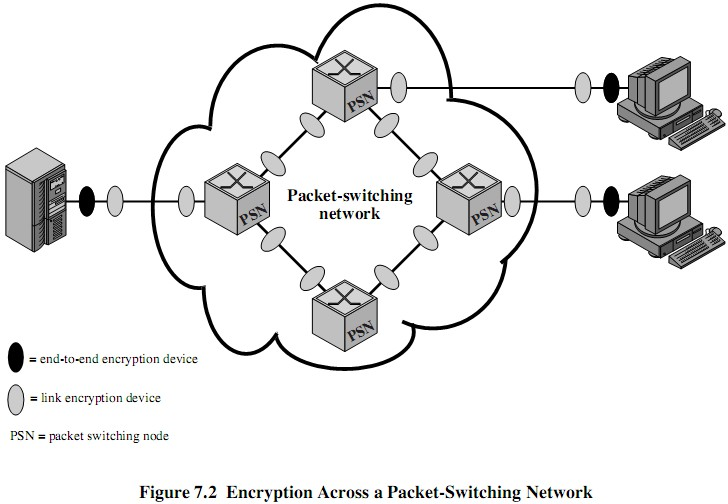 PSN
PSN
Packet-switching
network
PSN
PSN
= end-to-end encryption device
= link encryption device
PSN = packet switching node
Figure 7.2 Encryption Across a Packet-Switching Network